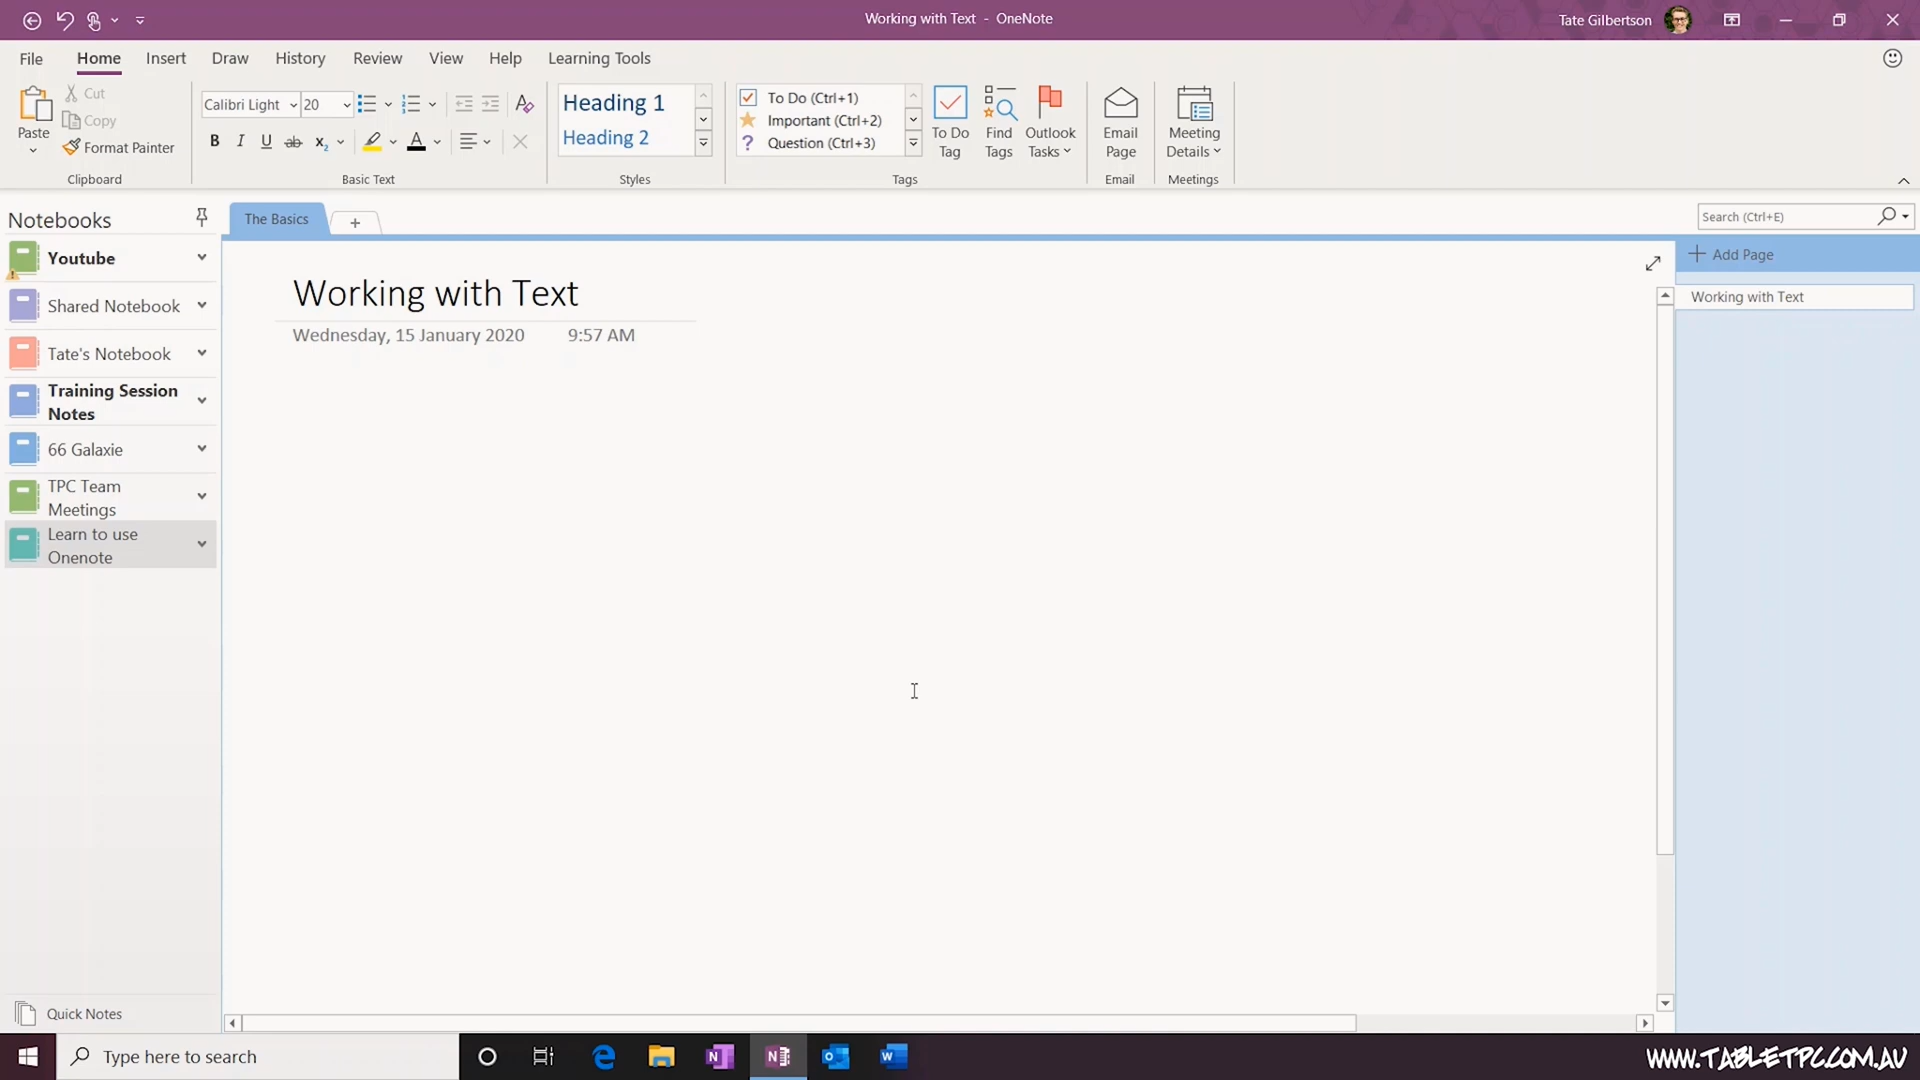 Working with Text - OneNote
Tate Gilbertson
File Home Insert Draw History Review View Help Learning Tools
Paste
Cut
Copy
Format Painter
Clipboard
Calibri Light 20
B I U ab x₂ A
Basic Text
Heading 1
Heading 2
Styles
To Do (Ctrl+1)
Important (Ctrl+2)
Question (Ctrl+3)
To Do
Tag
Find
Tags
Outlook
Tasks
Tags
Email
Page
Email
Meeting
Details
Meetings
Notebooks
The Basics
Search (Ctrl+E)
Youtube
Shared Notebook
Tate's Notebook
Training Session
Notes
66 Galaxie
TPC Team
Meetings
Learn to use
Onenote
Quick Notes
Working with Text
Wednesday, 15 January 2020 9:57 AM
Add Page
Working with Text
Type here to search
WWW.TABLETPC.COM.AU